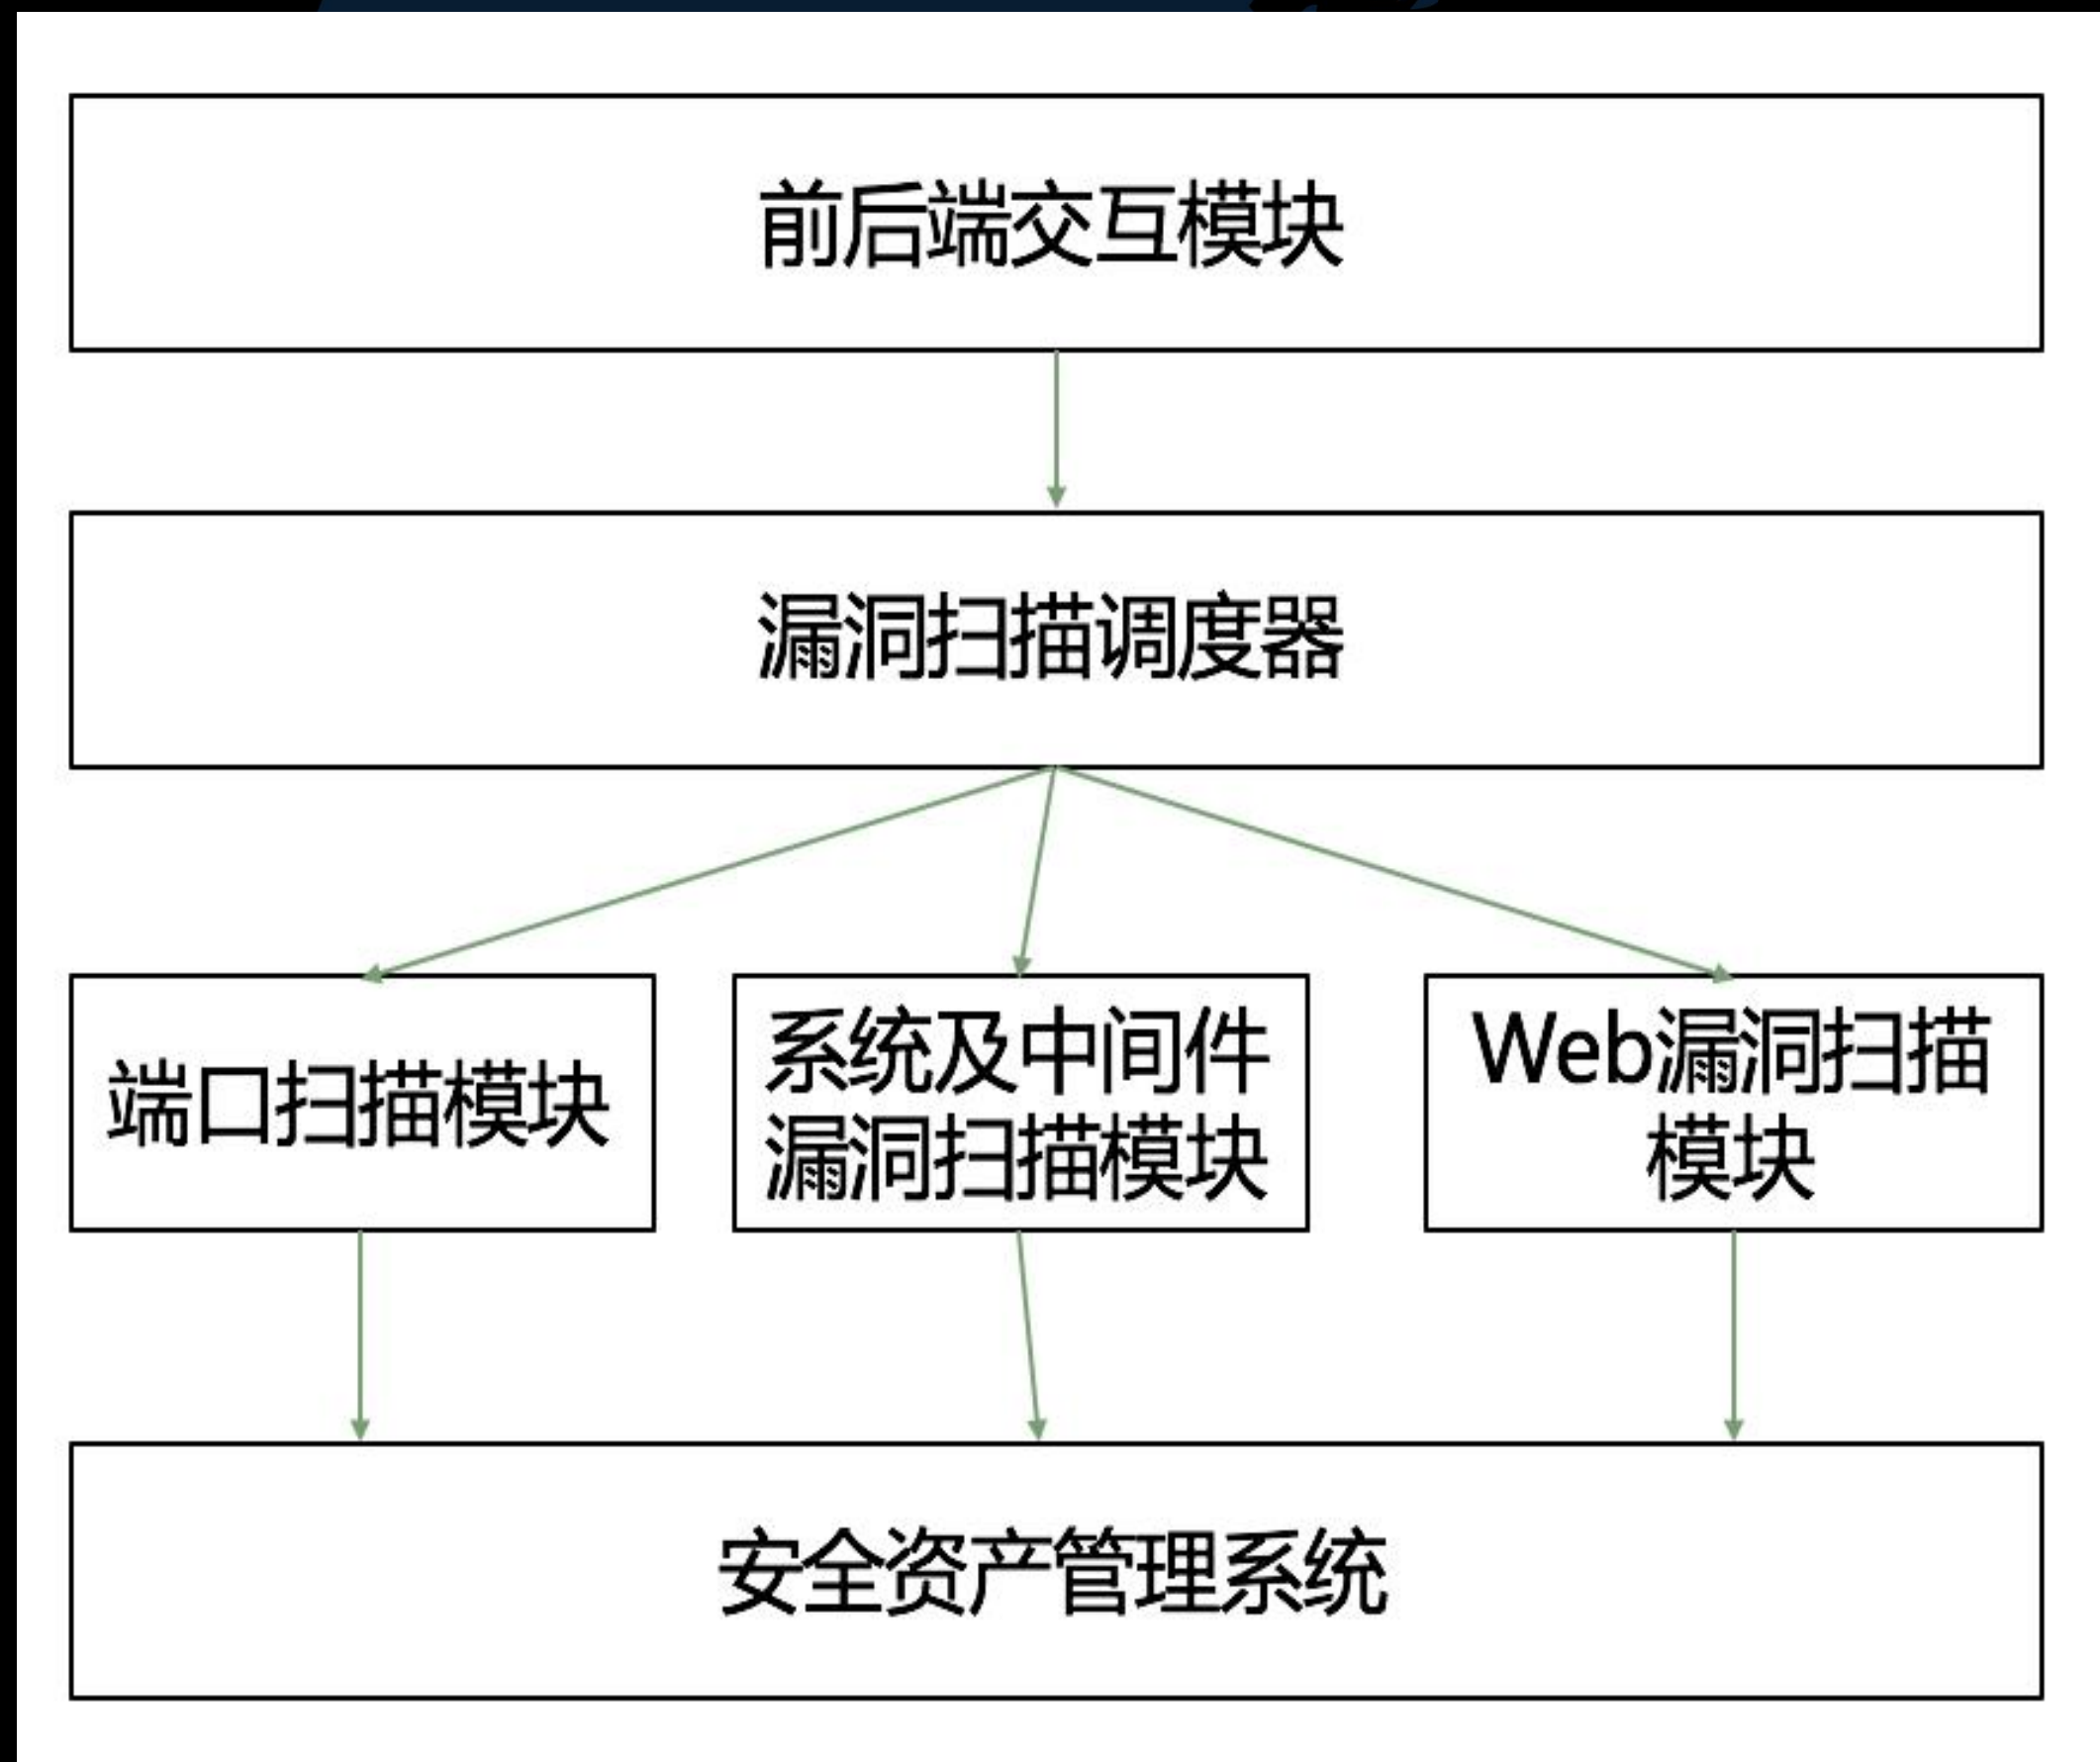 前后端交互模块
漏洞扫描调度器
端口扫描模块
系统及中间件
漏洞扫描模块
Web漏洞扫描
模块
安全资产管理系统